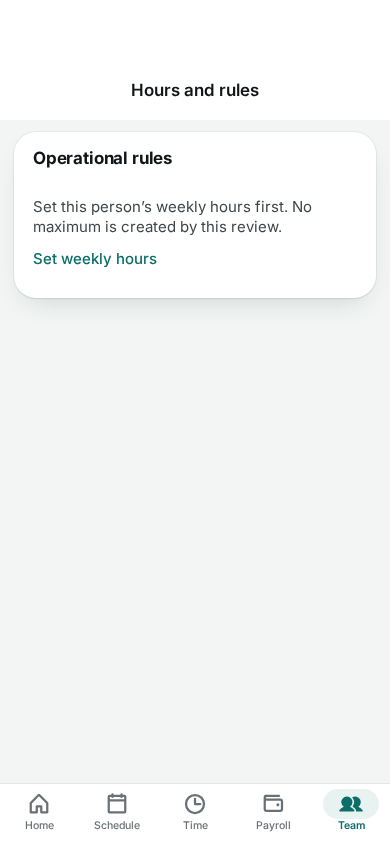 Hours and rules
Operational rules
Set this person’s weekly hours first. No
maximum is created by this review.
Set weekly hours
Home
Schedule
Time
Payroll
Team